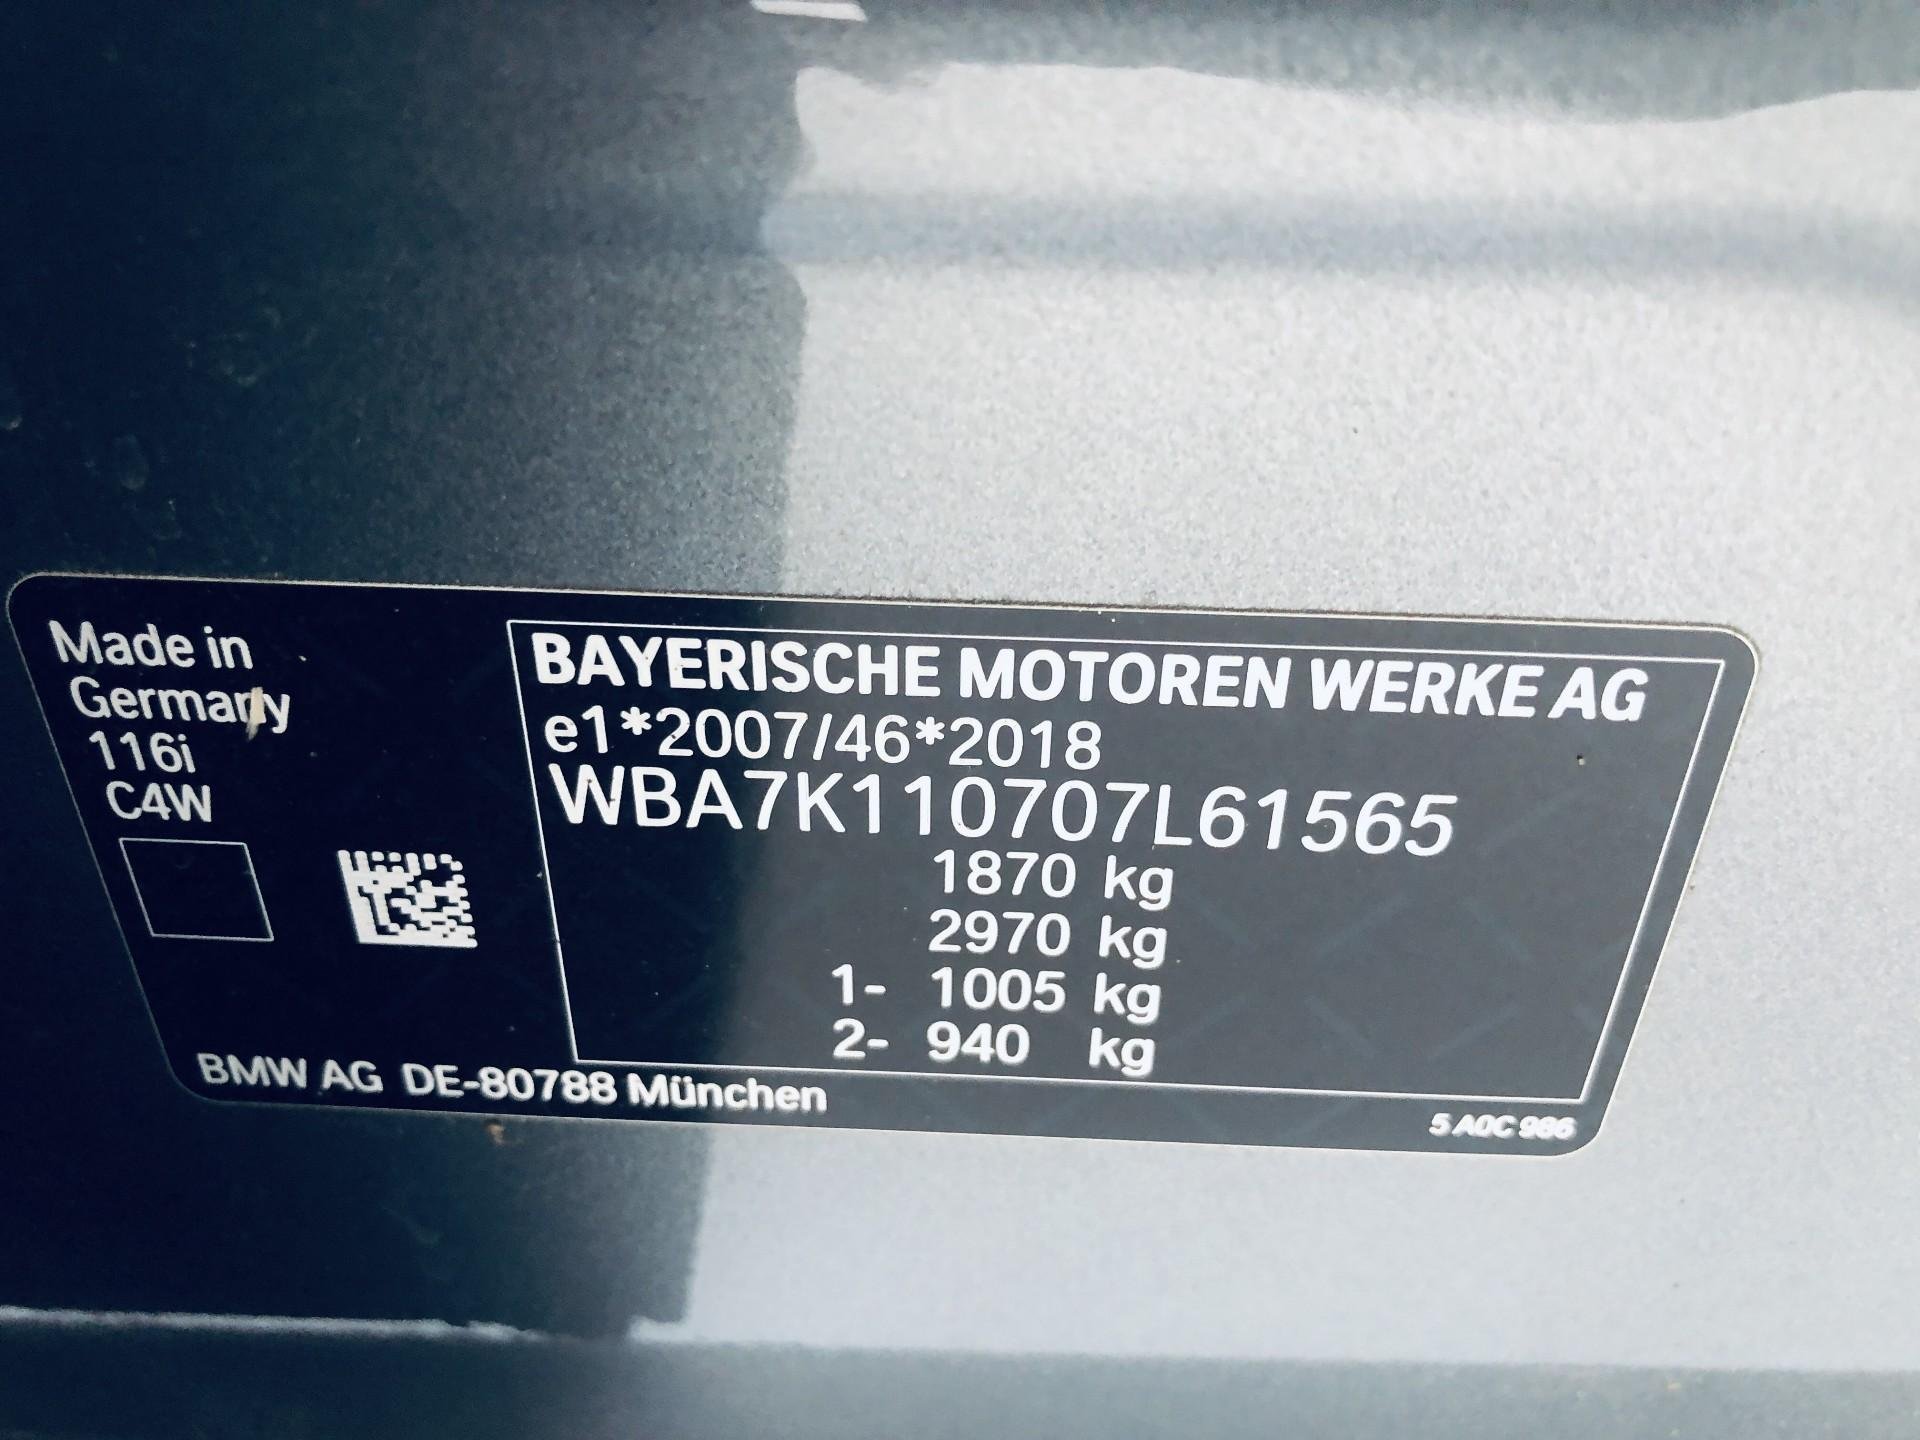 Made in
Germany
116i
C4W
BAYERISCHE MOTOREN WERKE AG
e1*2007/46*2018
WBA7K110707L61565
1870 kg
2970 kg
1- 1005 kg
2- 940 kg
BMW AG DE-80788 München
5 A0C 986